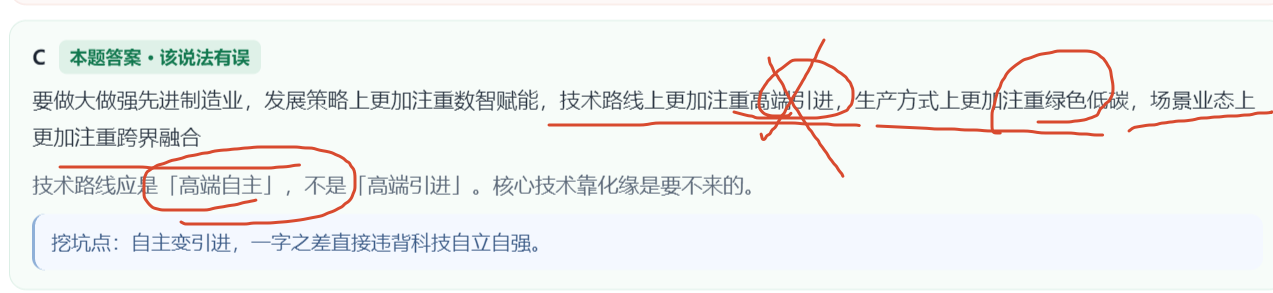 C 本题答案·该说法有误
要做大做强先进制造业，发展策略上更加注重数智赋能，技术路线上更加注重高端引进，生产方式上更加注重绿色低碳，场景业态上
更加注重跨界融合
技术路线应是「高端自主」，不是「高端引进」。核心技术靠化缘是要不来的。
挖坑点：自主变引进，一字之差直接违背科技自立自强。